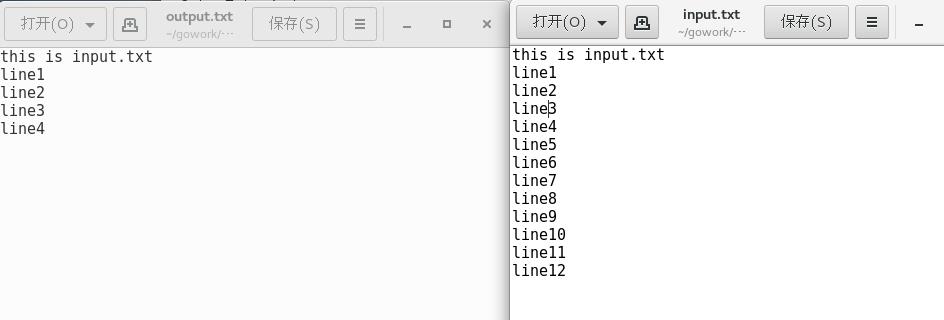 打开(O)
output.txt
~/gowork/···
保存(S)
this is input.txt
line1
line2
line3
line4
打开(O)
input.txt
~/gowork/···
保存(S)
this is input.txt
line1
line2
line3
line4
line5
line6
line7
line8
line9
line10
line11
line12